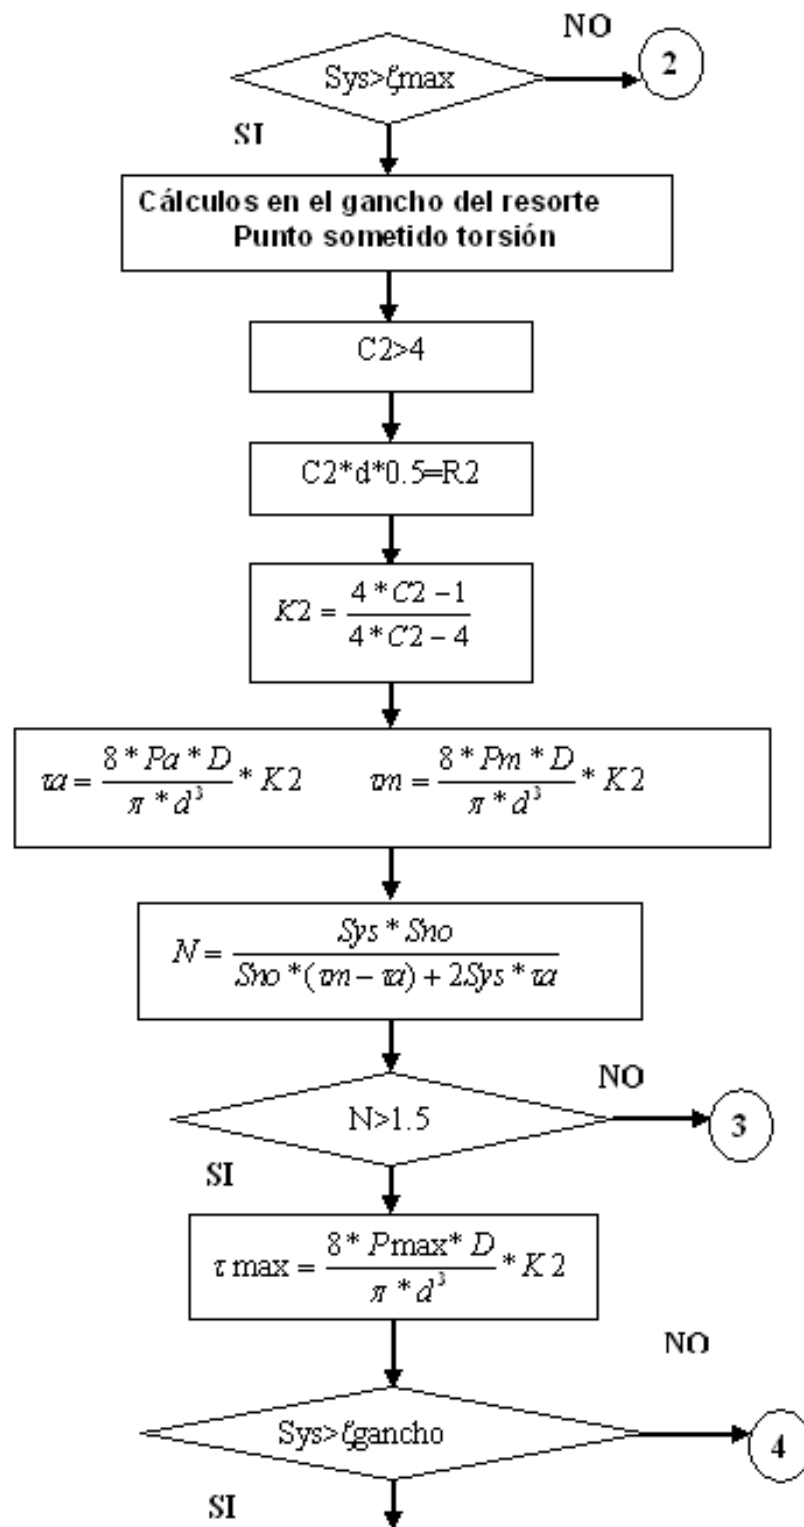 NO
Sys>ζmax
2
SI
Cálculos en el gancho del resorte
Punto sometido torsión
C2>4
C2*d*0.5=R2
K2 = (4 * C2 − 1) / (4 * C2 − 4)
τa = (8 * Pa * D) / (π * d³) * K2 τm = (8 * Pm * D) / (π * d³) * K2
N = (Sys * Sno) / (Sno * (τm − τa) + 2Sys * τa)
NO
N>1.5
3
SI
τ max = (8 * Pmax * D) / (π * d³) * K2
NO
Sys>ζgancho
4
SI